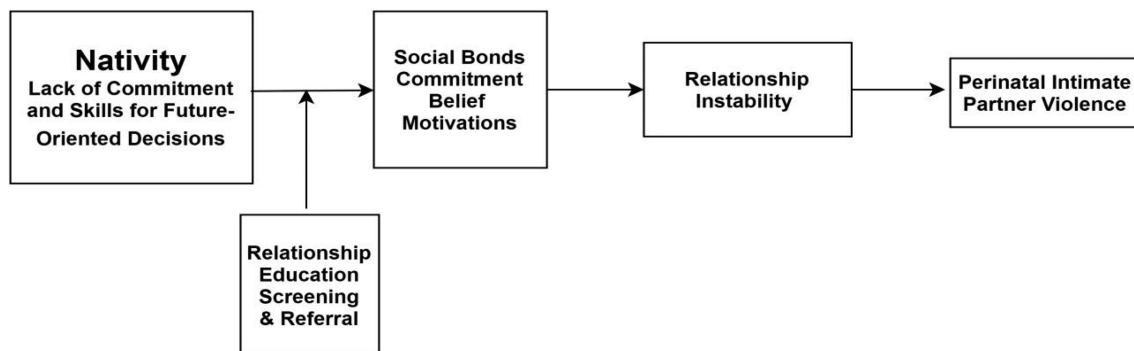 Nativity
Lack of Commitment
and Skills for Future-
Oriented Decisions
Social Bonds
Commitment
Belief
Motivations
Relationship
Instability
Perinatal Intimate
Partner Violence
Relationship
Education
Screening
& Referral